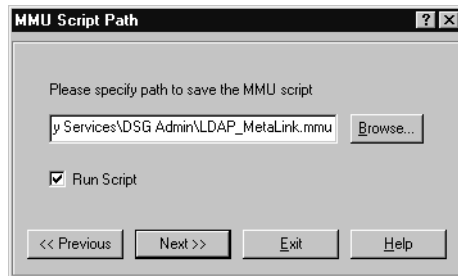 MMU Script Path
Please specify path to save the MMU script
y Services\DSG Admin\LDAP_MetaLink.mmu
Browse...
Run Script
<< Previous
Next >>
Exit
Help